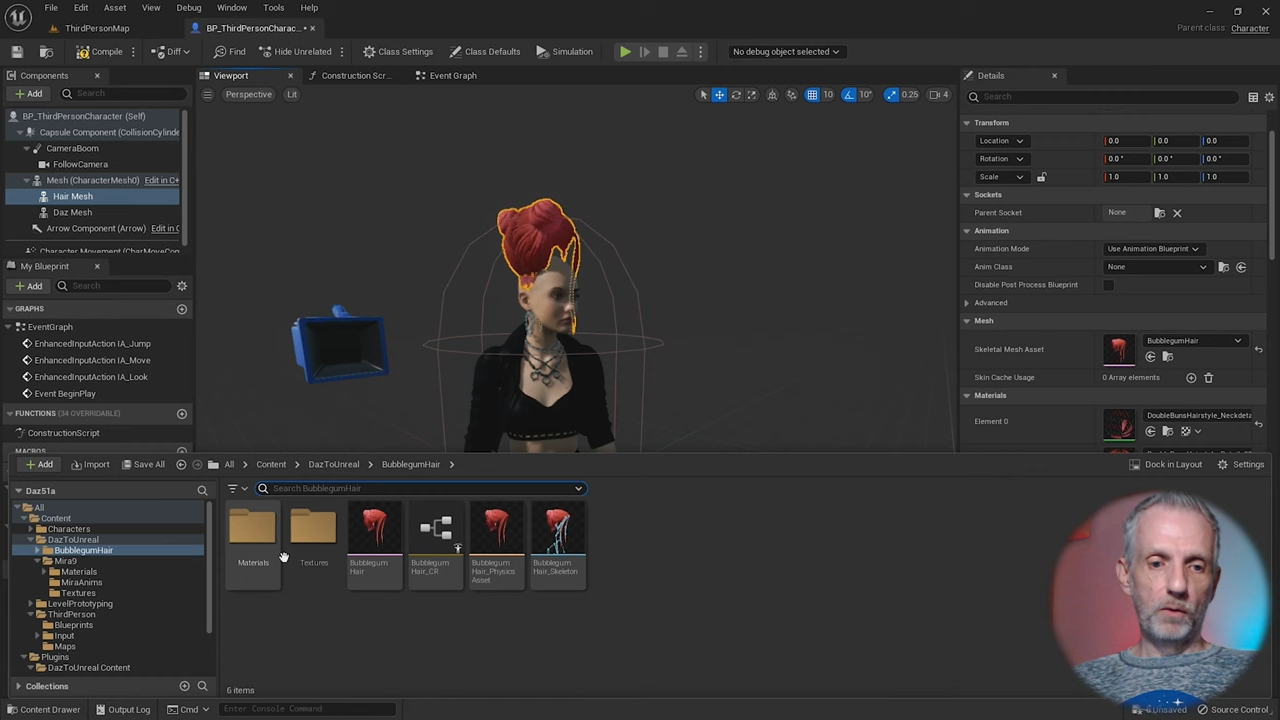 File Edit Asset View Debug Window Tools Help
ThirdPersonMap
BP_ThirdPersonCharac... •
Parent class: Character
Compile
Diff
Find
Hide Unrelated
Class Settings
Class Defaults
Simulation
No debug object selected
Components
Add
Search
BP_ThirdPersonCharacter (Self)
Capsule Component (CollisionCylinde
CameraBoom
FollowCamera
Mesh (CharacterMesh0) Edit in C+
Hair Mesh
Daz Mesh
Arrow Component (Arrow) Edit in C
Character Movement (CharMoveCom
My Blueprint
Add
Search
GRAPHS
EventGraph
EnhancedInputAction IA_Jump
EnhancedInputAction IA_Move
EnhancedInputAction IA_Look
Event BeginPlay
FUNCTIONS (34 OVERRIDABLE)
ConstructionScript
MACROS
Viewport
Construction Scr...
Event Graph
Perspective
Lit
10
10°
0.25
4
Details
Search
Transform
Location 0.0 0.0 0.0
Rotation 0.0 ° 0.0 ° 0.0 °
Scale 1.0 1.0 1.0
Sockets
Parent Socket None
Animation
Animation Mode Use Animation Blueprint
Anim Class None
Disable Post Process Blueprint
Advanced
Mesh
Skeletal Mesh Asset BubblegumHair
Skin Cache Usage 0 Array elements
Materials
Element 0 DoubleBunsHairstyle_Neckdeta
Add
Import
Save All
All > Content > DazToUnreal > BubblegumHair >
Dock in Layout
Settings
Daz51a
All
Content
Characters
DazToUnreal
BubblegumHair
Mira9
Materials
MiraAnims
Textures
LevelPrototyping
ThirdPerson
Blueprints
Input
Maps
Plugins
DazToUnreal Content
Collections
Search BubblegumHair
Materials
Textures
Bubblegum
Hair
Bubblegum
Hair_CR
Bubblegum
Hair_Physics
Asset
Bubblegum
Hair_Skeleton
6 items
Content Drawer
Output Log
Cmd
Enter Console Command
Unsaved
Source Control